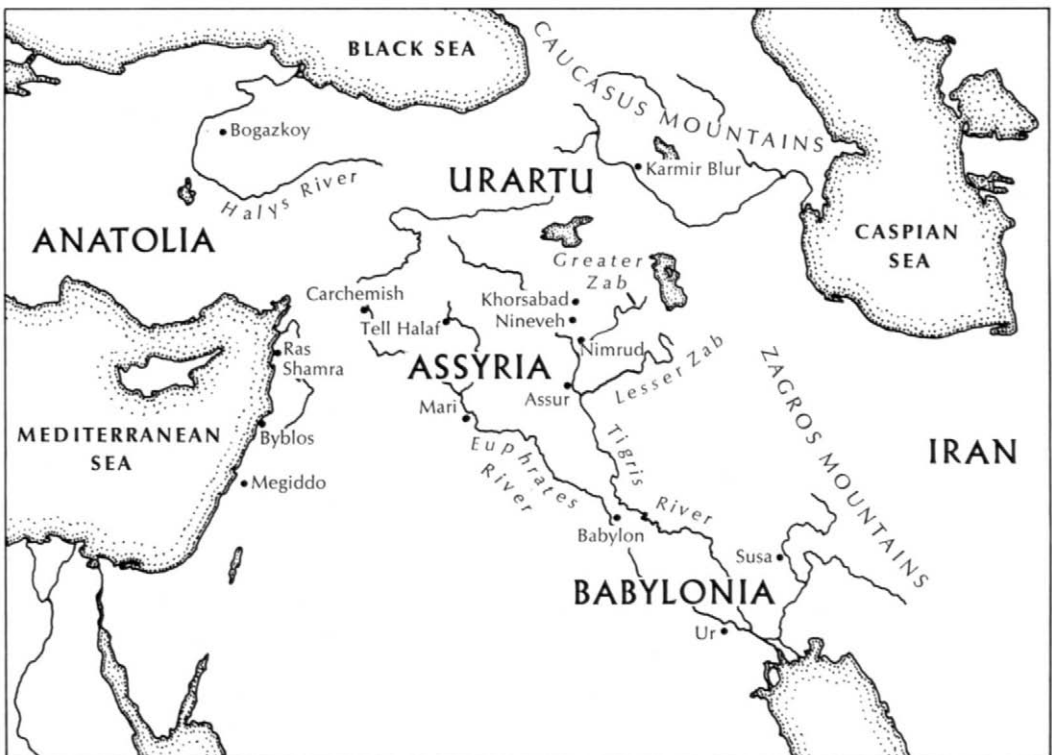 BLACK SEA
CAUCASUS MOUNTAINS
Bogazkoy
Karmir Blur
URARTU
Halys River
ANATOLIA
CASPIAN
SEA
Greater
Zab
Carchemish
Khorsabad
Nineveh
Tell Halaf
Nimrud
Ras
Shamra
ASSYRIA
Lesser Zab
Assur
Mari
ZAGROS MOUNTAINS
MEDITERRANEAN
SEA
Byblos
Euphrates
River
Tigris
River
IRAN
Megiddo
Babylon
Susa
BABYLONIA
Ur